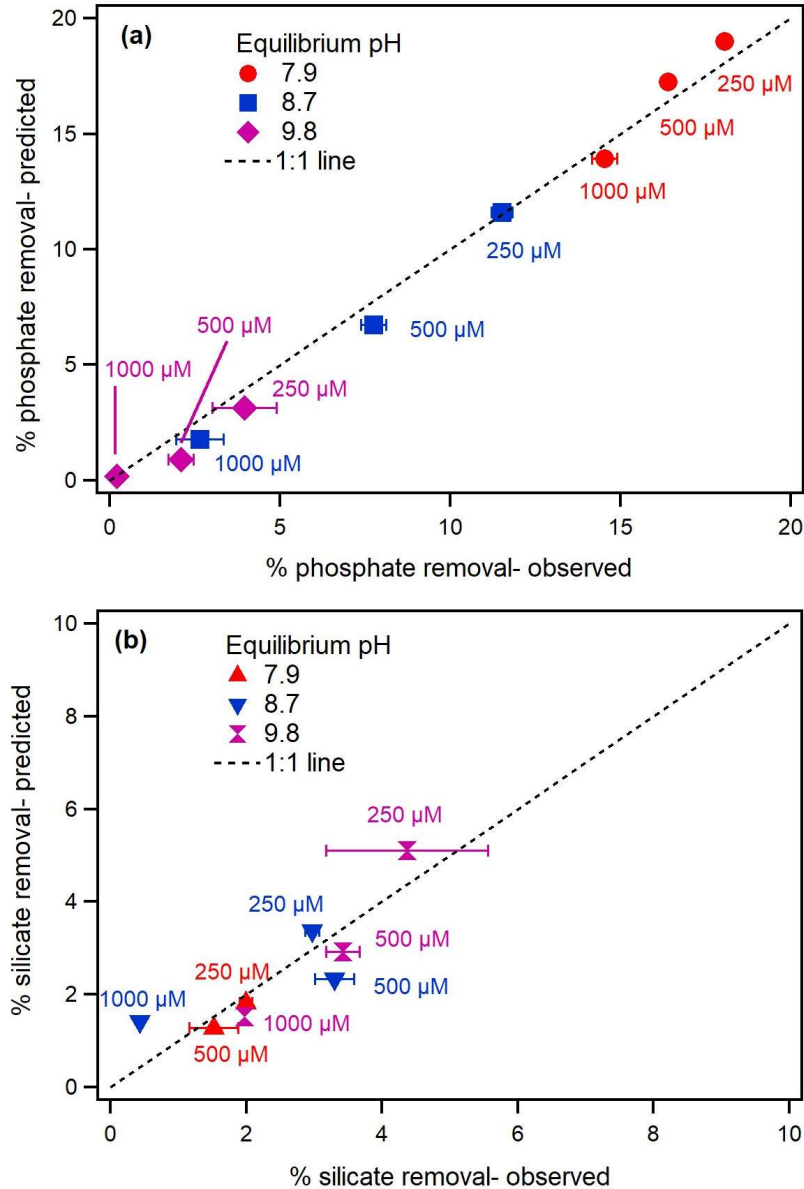 20
(a)
Equilibrium pH
7.9
8.7
9.8
1:1 line
250 µM
500 µM
15
1000 µM
10
250 µM
500 µM
500 µM
5
1000 µM
250 µM
1000 µM
0
% phosphate removal- predicted
0 5 10 15 20
% phosphate removal- observed
10
(b)
Equilibrium pH
7.9
8.7
9.8
1:1 line
8
6
250 µM
4
250 µM
500 µM
250 µM
500 µM
2
1000 µM
1000 µM
500 µM
0
% silicate removal- predicted
0 2 4 6 8 10
% silicate removal- observed